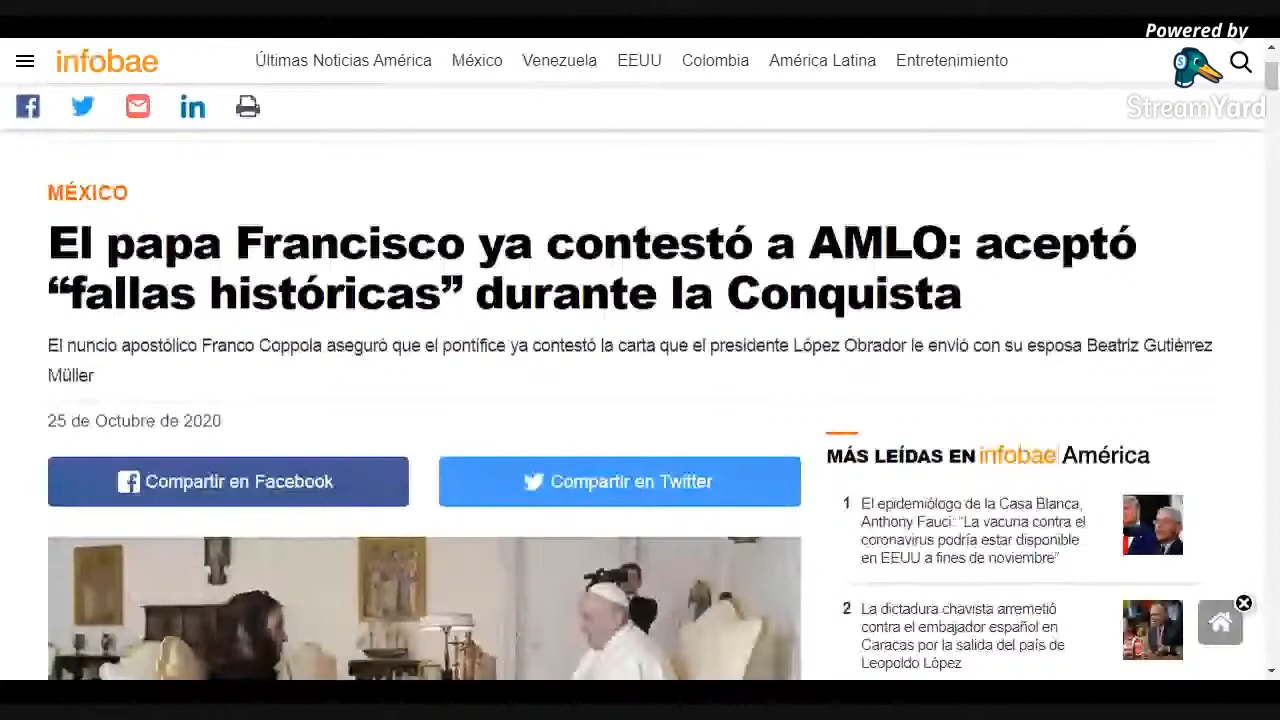 Powered by
infobae
Últimas Noticias América México Venezuela EEUU Colombia América Latina Entretenimiento
StreamYard
MÉXICO
El papa Francisco ya contestó a AMLO: aceptó
“fallas históricas” durante la Conquista
El nuncio apostólico Franco Coppola aseguró que el pontífice ya contestó la carta que el presidente López Obrador le envió con su esposa Beatriz Gutiérrez
Müller
25 de Octubre de 2020
Compartir en Facebook
Compartir en Twitter
MÁS LEÍDAS EN infobae América
1 El epidemiólogo de la Casa Blanca,
Anthony Fauci: “La vacuna contra el
coronavirus podría estar disponible
en EEUU a fines de noviembre”
2 La dictadura chavista arremetió
contra el embajador español en
Caracas por la salida del país de
Leopoldo López